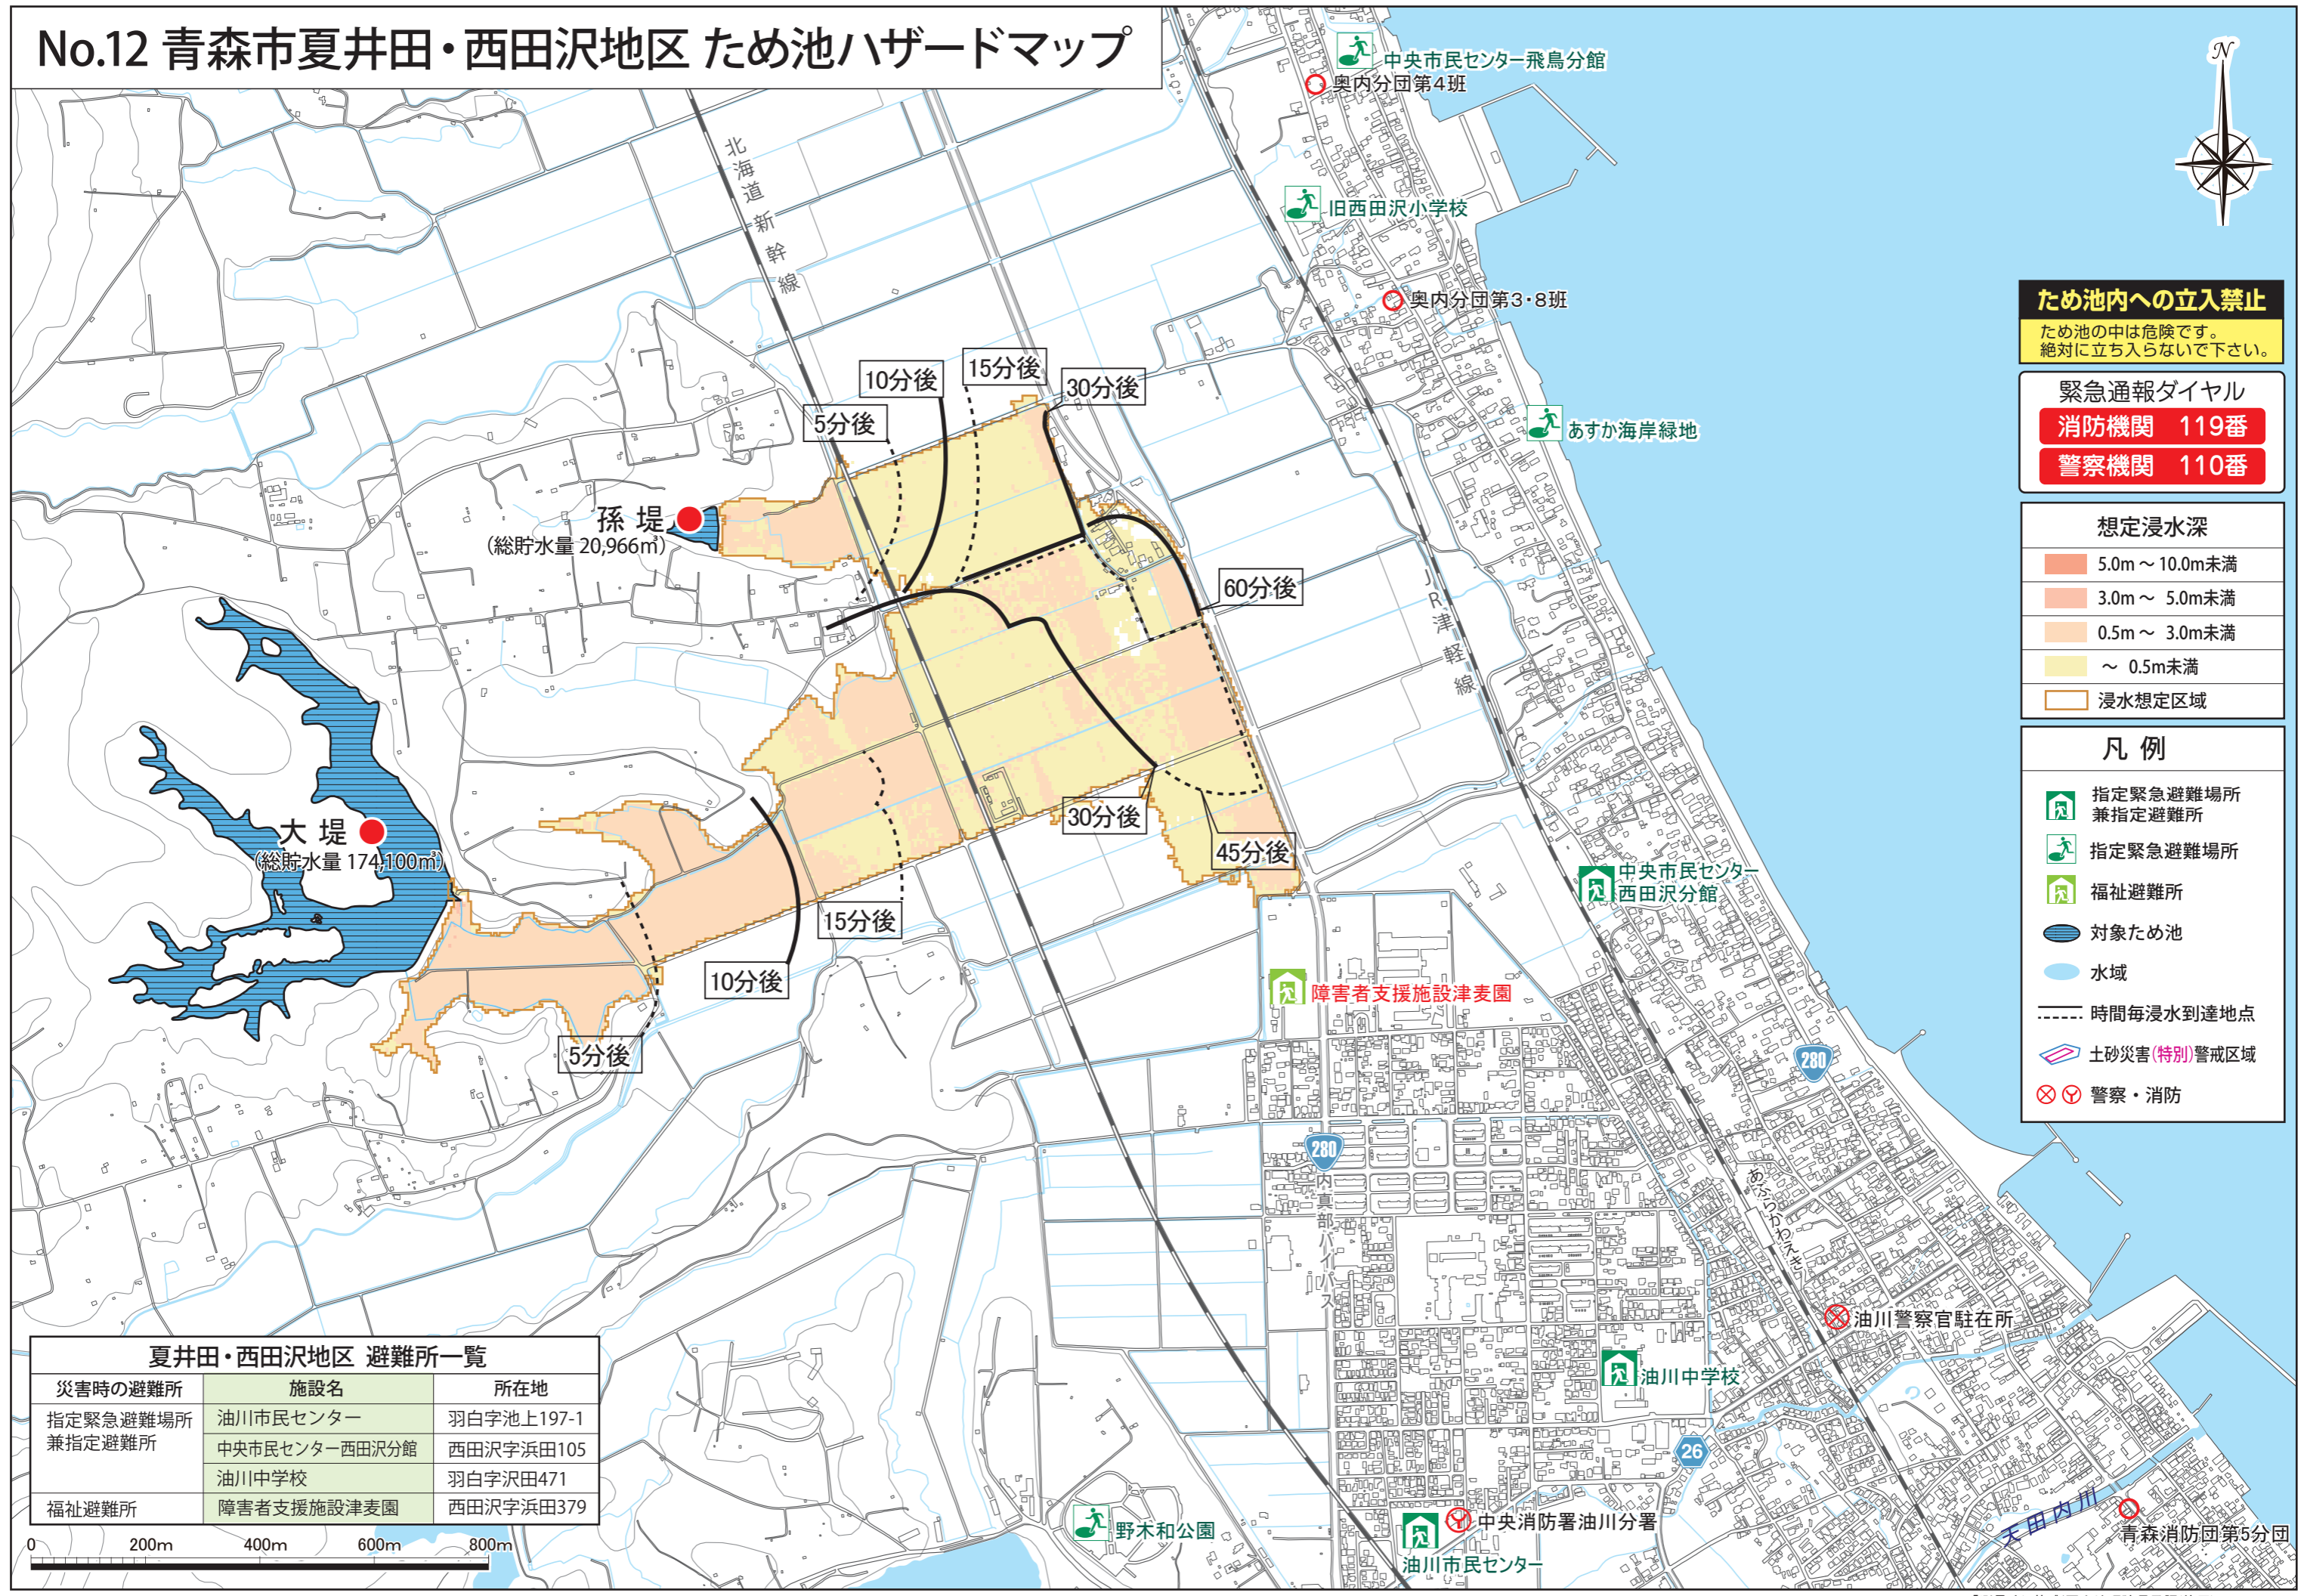 No.12 青森市夏井田・西田沢地区 ため池ハザードマップ
中央市民センター飛鳥分館
奥内分団第4班
N
北海道新幹線
旧西田沢小学校
奥内分団第3・8班
ため池内への立入禁止
ため池の中は危険です。
絶対に立ち入らないで下さい。
緊急通報ダイヤル
消防機関 119番
警察機関 110番
想定浸水深
5.0m ～ 10.0m未満
3.0m ～ 5.0m未満
0.5m ～ 3.0m未満
～ 0.5m未満
浸水想定区域
凡 例
指定緊急避難場所
兼指定避難所
指定緊急避難場所
福祉避難所
対象ため池
水域
時間毎浸水到達地点
土砂災害(特別)警戒区域
警察・消防
5分後
10分後
15分後
30分後
あすか海岸緑地
孫 堤
(総貯水量 20,966㎥)
60分後
JR津軽線
大 堤
(総貯水量 174,100㎥)
30分後
45分後
中央市民センター
西田沢分館
15分後
10分後
5分後
障害者支援施設津麦園
280
280
内真部バイパス
あぶらかわえき
油川警察官駐在所
油川中学校
26
天田内川
青森消防団第5分団
中央消防署油川分署
油川市民センター
野木和公園
夏井田・西田沢地区 避難所一覧
災害時の避難所 施設名 所在地
指定緊急避難場所
兼指定避難所
油川市民センター 羽白字池上197-1
中央市民センター西田沢分館 西田沢字浜田105
油川中学校 羽白字沢田471
福祉避難所 障害者支援施設津麦園 西田沢字浜田379
0 200m 400m 600m 800m